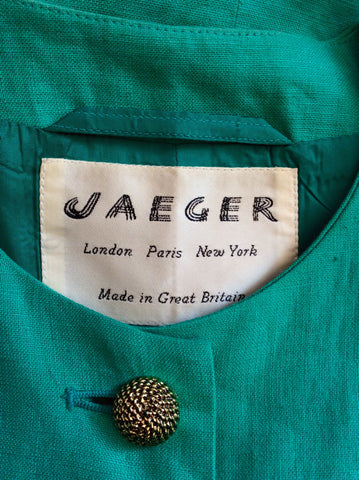 JAEGER
London Paris New York
Made in Great Britain